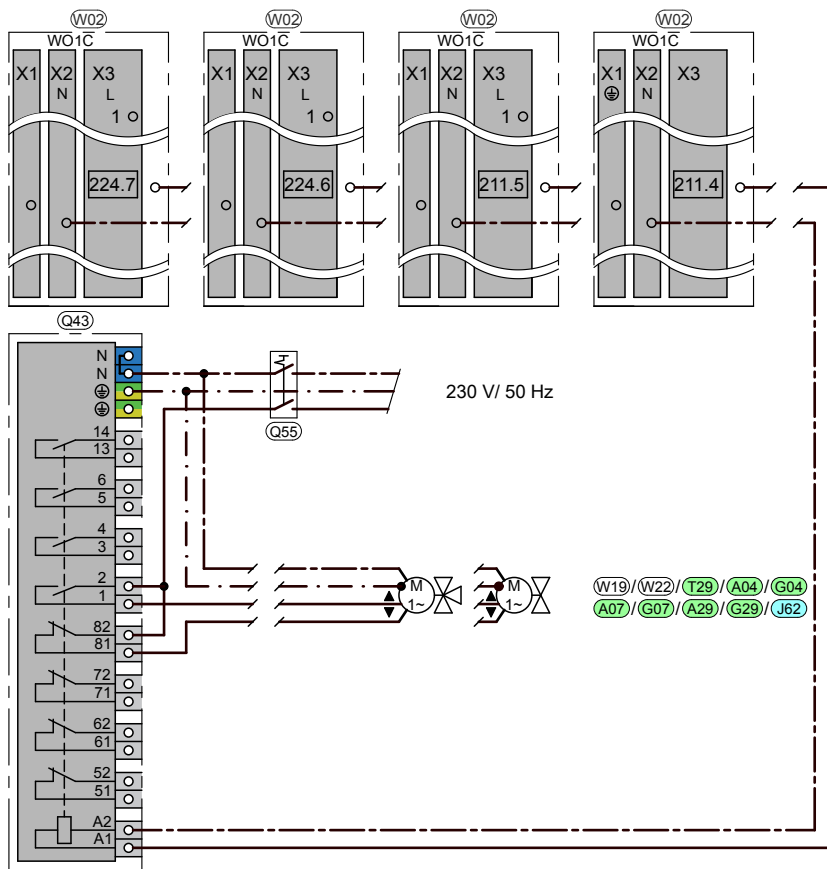 W02 W02 W02 W02
WO1C WO1C WO1C WO1C
X1 X2 X3 X1 X2 X3 X1 X2 X3 X1 X2 X3
N L N L N L N
1 1 1
224.7 224.6 211.5 211.4
Q43
N
N
230 V/ 50 Hz
Q55
14
13
6
5
4
3
2
1
M M
1~ 1~
W19/W22/T29/A04/G04
A07/G07/A29/G29/J62
82
81
72
71
62
61
52
51
A2
A1